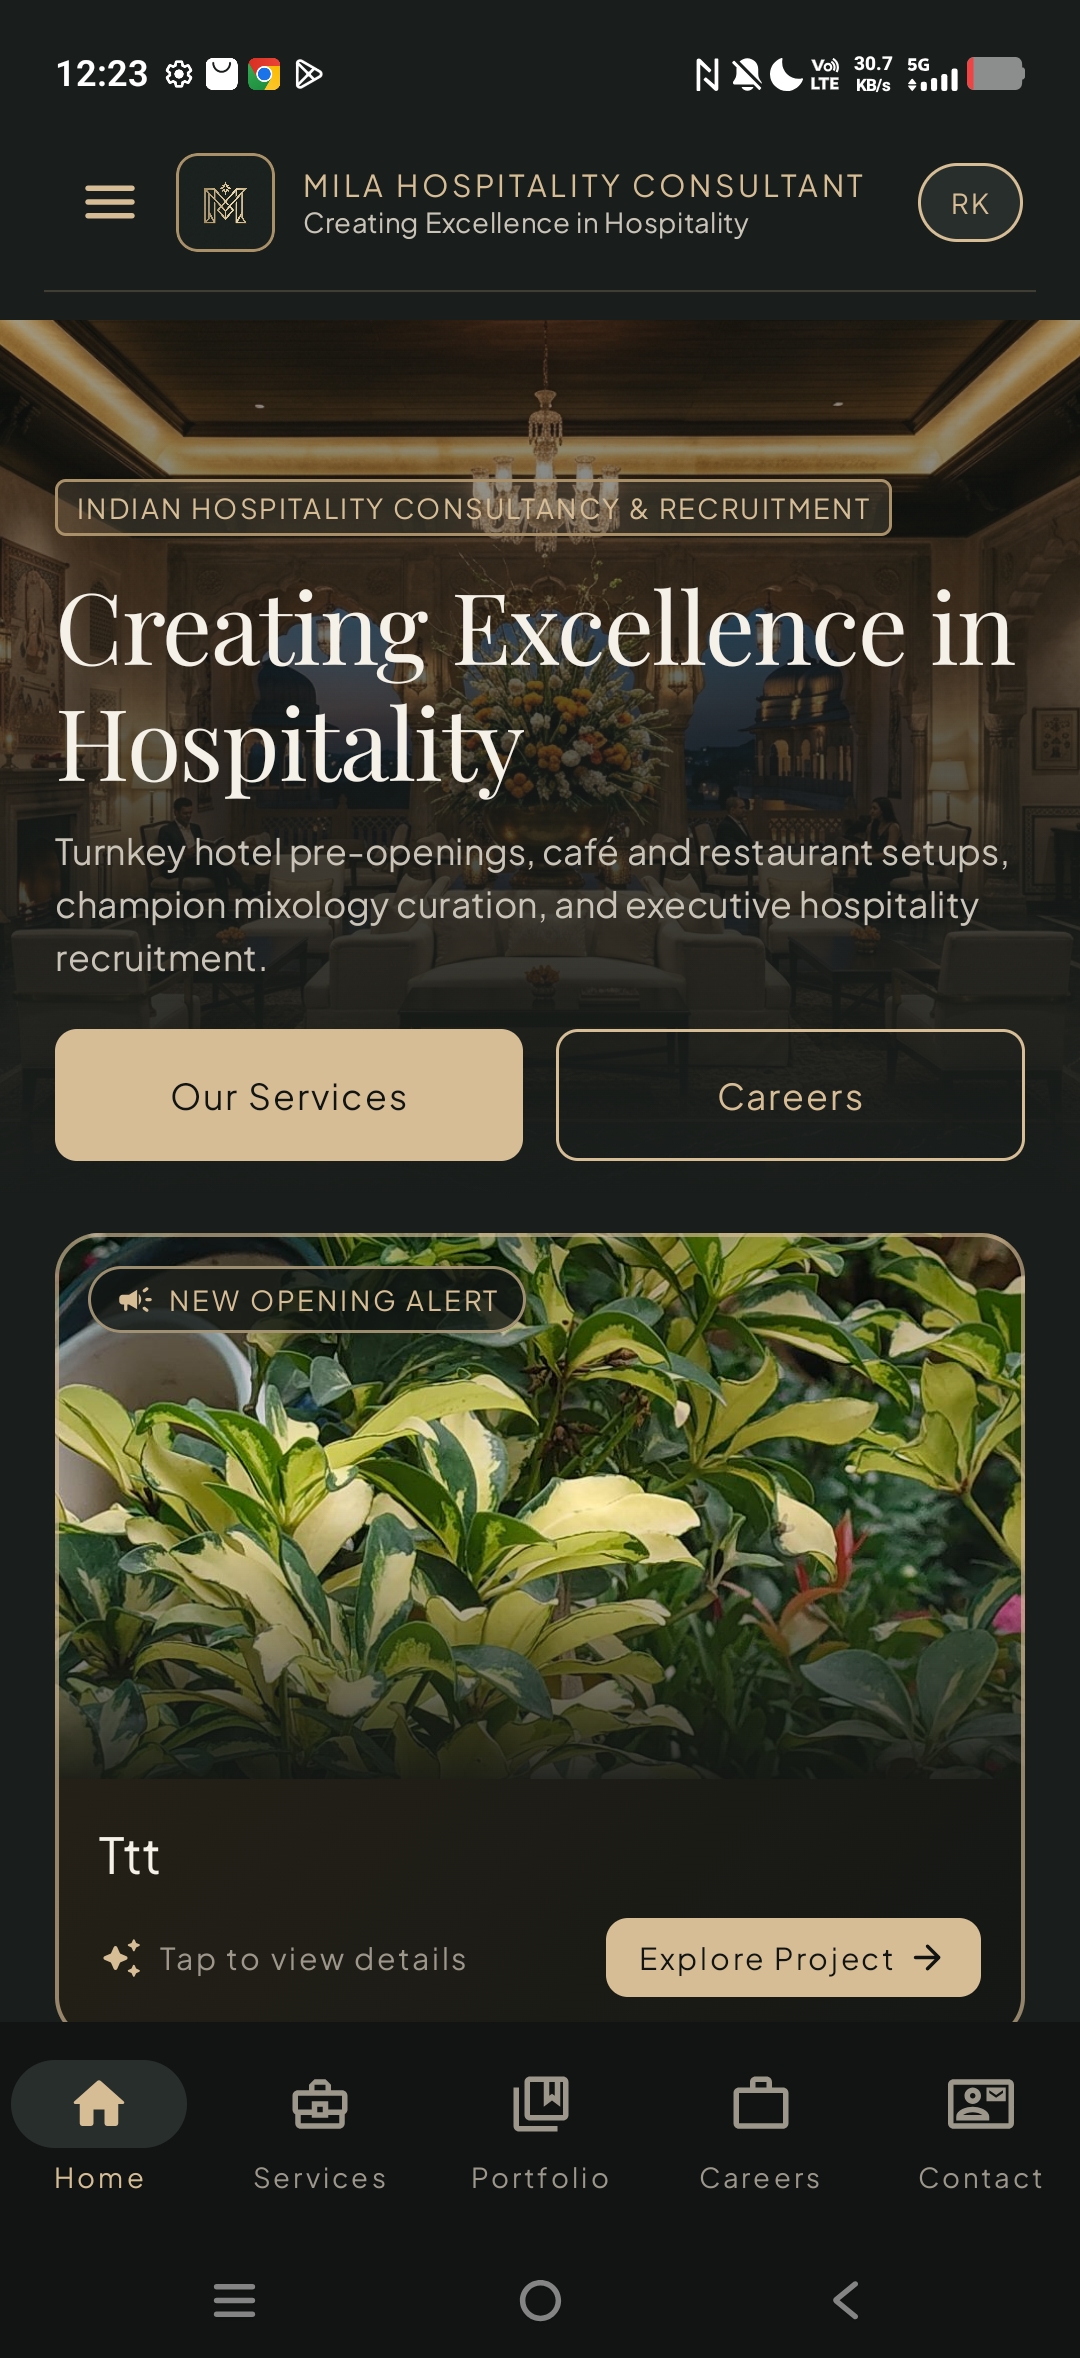 12:23
Vo)) LTE
30.7 KB/s
5G
MILA HOSPITALITY CONSULTANT
Creating Excellence in Hospitality
RK
INDIAN HOSPITALITY CONSULTANCY & RECRUITMENT
Creating Excellence in
Hospitality
Turnkey hotel pre-openings, café and restaurant setups,
champion mixology curation, and executive hospitality
recruitment.
Our Services
Careers
NEW OPENING ALERT
Ttt
Tap to view details
Explore Project →
Home
Services
Portfolio
Careers
Contact